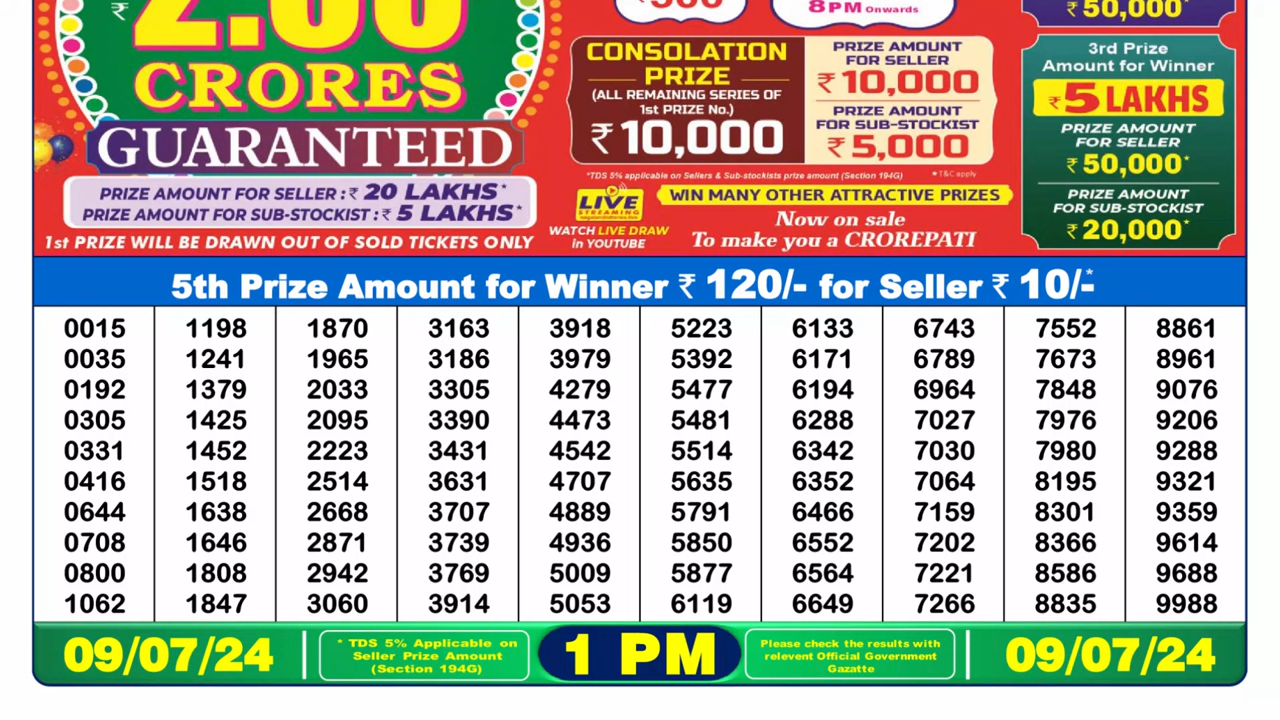 2.00
CRORES
GUARANTEED
PRIZE AMOUNT FOR SELLER : ₹ 20 LAKHS*
PRIZE AMOUNT FOR SUB-STOCKIST : ₹ 5 LAKHS*
1st PRIZE WILL BE DRAWN OUT OF SOLD TICKETS ONLY
₹500
8PM Onwards
CONSOLATION
PRIZE
(ALL REMAINING SERIES OF
1st PRIZE No.)
₹ 10,000
PRIZE AMOUNT
FOR SELLER
₹ 10,000
PRIZE AMOUNT
FOR SUB-STOCKIST
₹ 5,000
*TDS 5% applicable on Sellers & Sub-stockists prize amount (Section 194G)
*T&C apply
LIVE
STREAMING
WATCH LIVE DRAW
in YOUTUBE
WIN MANY OTHER ATTRACTIVE PRIZES
Now on sale
To make you a CROREPATI
₹ 50,000*
3rd Prize
Amount for Winner
₹ 5 LAKHS
PRIZE AMOUNT
FOR SELLER
₹ 50,000*
PRIZE AMOUNT
FOR SUB-STOCKIST
₹ 20,000*
5th Prize Amount for Winner ₹ 120/- for Seller ₹ 10/-*
0015 1198 1870 3163 3918 5223 6133 6743 7552 8861
0035 1241 1965 3186 3979 5392 6171 6789 7673 8961
0192 1379 2033 3305 4279 5477 6194 6964 7848 9076
0305 1425 2095 3390 4473 5481 6288 7027 7976 9206
0331 1452 2223 3431 4542 5514 6342 7030 7980 9288
0416 1518 2514 3631 4707 5635 6352 7064 8195 9321
0644 1638 2668 3707 4889 5791 6466 7159 8301 9359
0708 1646 2871 3739 4936 5850 6552 7202 8366 9614
0800 1808 2942 3769 5009 5877 6564 7221 8586 9688
1062 1847 3060 3914 5053 6119 6649 7266 8835 9988
09/07/24
* TDS 5% Applicable on
Seller Prize Amount
(Section 194G)
1 PM
Please check the results with
relevent Official Government
Gazatte
09/07/24